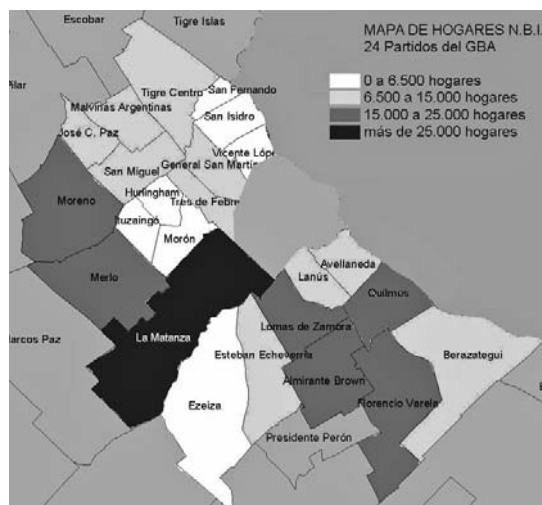 Escobar
Tigre Islas
MAPA DE HOGARES N.B.I.
24 Partidos del GBA
0 a 6.500 hogares
6.500 a 15.000 hogares
15.000 a 25.000 hogares
más de 25.000 hogares
Pilar
Tigre Centro
San Fernando
Malvinas Argentinas
San Isidro
José C. Paz
Vicente Lópe
San Miguel
General San Martín
Hurlingham
Moreno
Tres de Febre
Ituzaingó
Morón
Avellaneda
Lanús
Merlo
Quilmes
Marcos Paz
La Matanza
Lomas de Zamora
Esteban Echeverría
Berazategui
Almirante Brown
Ezeiza
Florencio Varela
Presidente Perón